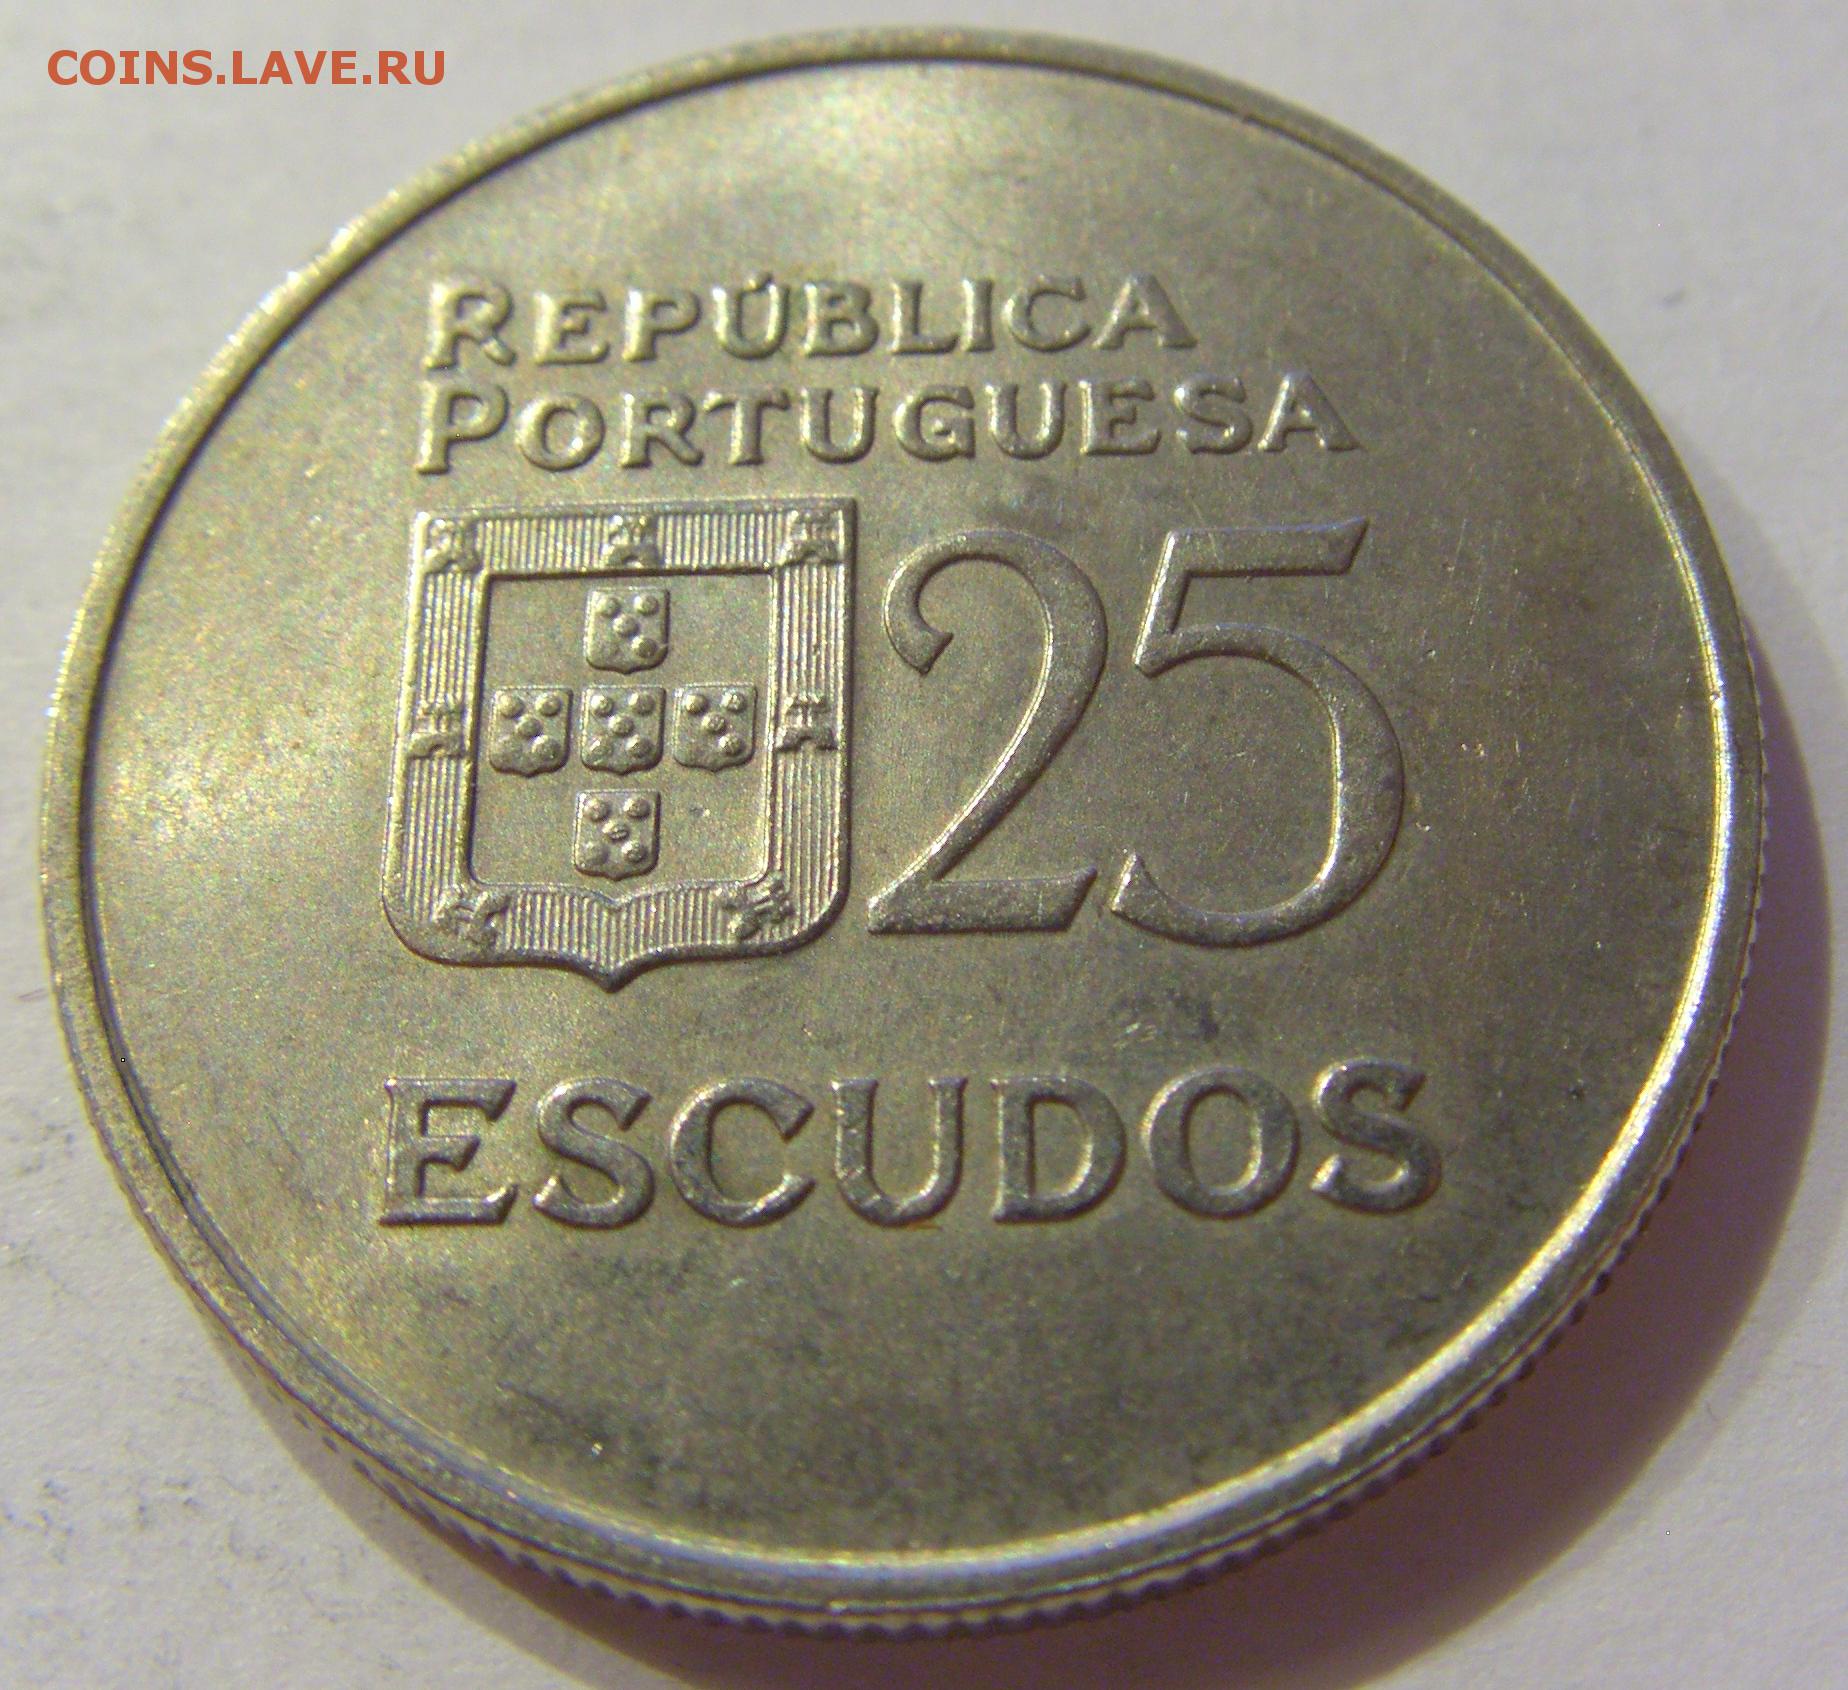 COINS.LAVE.RU
REPÚBLICA
PORTUGUESA
25
ESCUDOS